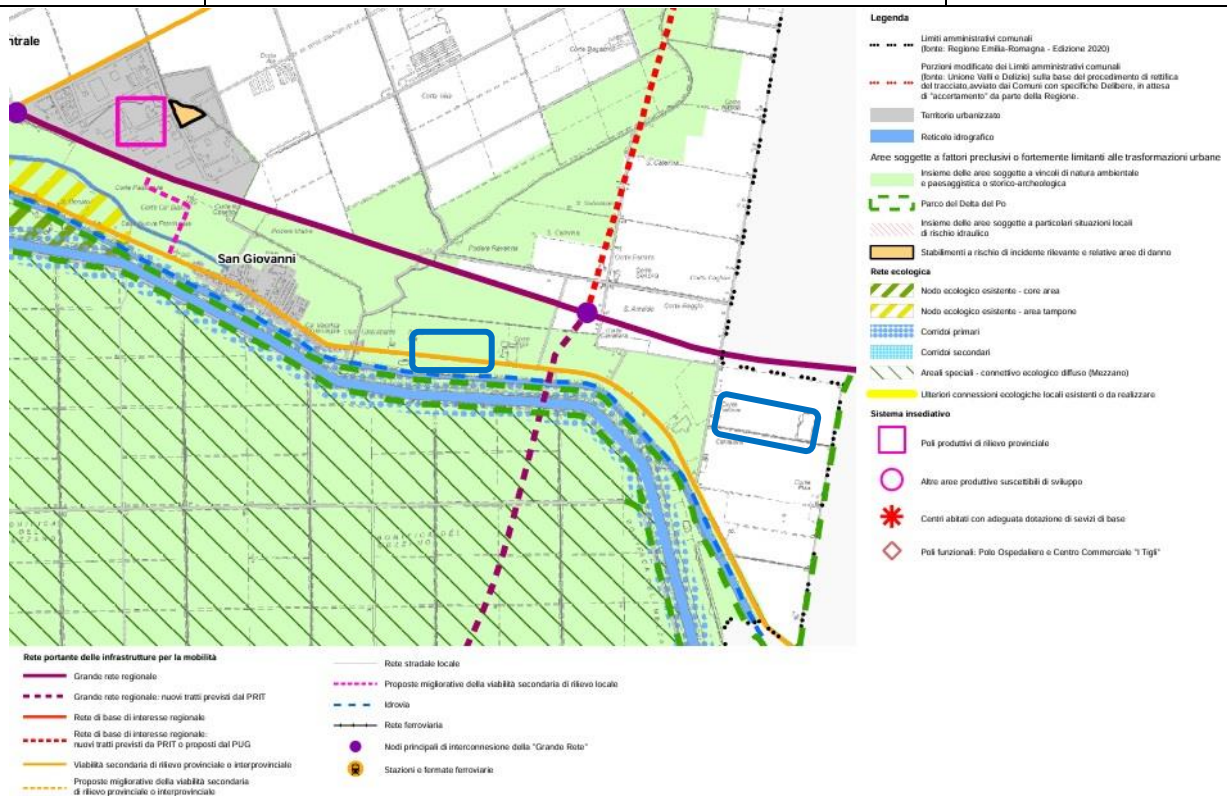 ntrale
San Giovanni
Legenda
Limiti amministrativi comunali
(fonte: Regione Emilia-Romagna - Edizione 2020)
Porzioni modificate dei Limiti amministrativi comunali
(fonte: Unione Valli e Delizie) sulla base del procedimento di rettifica
del tracciato,avviato dai Comuni con specifiche Delibere, in attesa
di "accertamento" da parte della Regione.
Territorio urbanizzato
Reticolo idrografico
Aree soggette a fattori preclusivi o fortemente limitanti alle trasformazioni urbane
Insieme delle aree soggette a vincoli di natura ambientale
e paesaggistica o storico-archeologica
Parco del Delta del Po
Insieme delle aree soggette a particolari situazioni locali
di rischio idraulico
Stabilimenti a rischio di incidente rilevante e relative aree di danno
Rete ecologica
Nodo ecologico esistente - core area
Nodo ecologico esistente - area tampone
Corridoi primari
Corridoi secondari
Areali speciali - connettivo ecologico diffuso (Mezzano)
Ulteriori connessioni ecologiche locali esistenti o da realizzare
Sistema insediativo
Poli produttivi di rilievo provinciale
Altre aree produttive suscettibili di sviluppo
Centri abitati con adeguata dotazione di sevizi di base
Poli funzionali: Polo Ospedaliero e Centro Commerciale "I Tigli"
Rete portante delle infrastrutture per la mobilità
Grande rete regionale
Grande rete regionale: nuovi tratti previsti dal PRIT
Rete di base di interesse regionale
Rete di base di interesse regionale:
nuovi tratti previsti da PRIT o proposti dal PUG
Viabilità secondaria di rilievo provinciale o interprovinciale
Proposte migliorative della viabilità secondaria
di rilievo provinciale o interprovinciale
Rete stradale locale
Proposte migliorative della viabilità secondaria di rilievo locale
Idrovia
Rete ferroviaria
Nodi principali di interconnesione della "Grande Rete"
Stazioni e fermate ferroviarie